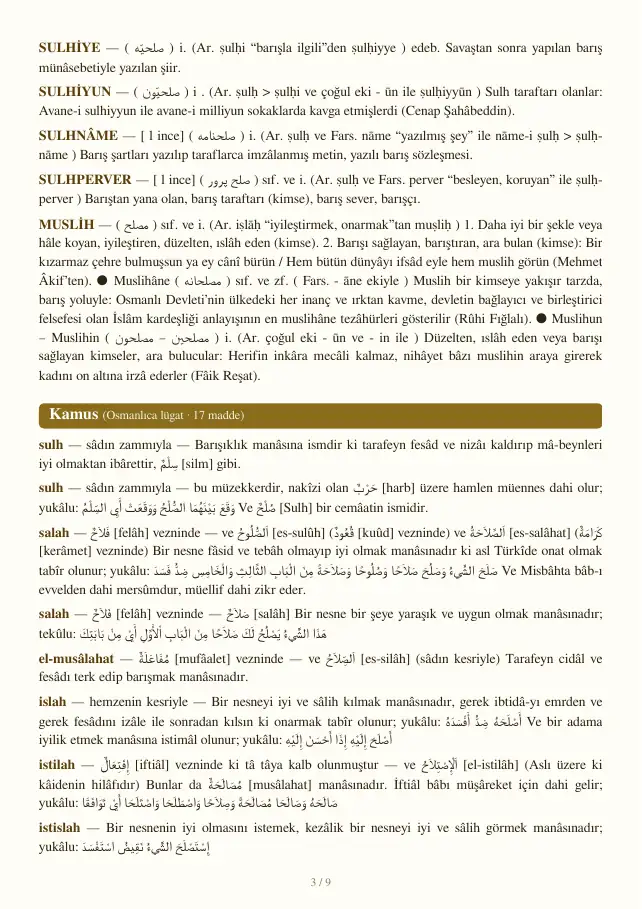 SULHİYE — ( صلحيّه ) i. (Ar. ṣulḥі “barışla ilgili”den ṣulḥiyye ) edeb. Savaştan sonra yapılan barış
münâsebetiyle yazılan şiir.
SULHİYUN — ( صلحيّون ) i . (Ar. ṣulḥ > ṣulḥi ve çoğul eki - ūn ile ṣulḥiyyūn ) Sulh taraftarı olanlar:
Avane-i sulhiyyun ile avane-i milliyun sokaklarda kavga etmişlerdi (Cenap Şahâbeddin).
SULHNÂME — [ l ince] ( صلحنامه ) i. (Ar. ṣulḥ ve Fars. nāme “yazılmış şey” ile nāme-i ṣulḥ > ṣulḥ-
nāme ) Barış şartları yazılıp taraflarca imzâlanmış metin, yazılı barış sözleşmesi.
SULHPERVER — [ l ince] ( صلح پرور ) sıf. ve i. (Ar. ṣulḥ ve Fars. perver “besleyen, koruyan” ile ṣulḥ-
perver ) Barıştan yana olan, barış taraftarı (kimse), barış sever, barışçı.
MUSLİH — ( مصلح ) sıf. ve i. (Ar. iṣlāḥ “iyileştirmek, onarmak”tan muṣliḥ ) 1. Daha iyi bir şekle veya
hâle koyan, iyileştiren, düzelten, ıslâh eden (kimse). 2. Barışı sağlayan, barıştıran, ara bulan (kimse): Bir
kızarmaz çehre bulmuşsun ya ey cânî bürün / Hem bütün dünyâyı ifsâd eyle hem muslih görün (Mehmet
Âkif’ten). ● Muslihâne ( مصلحانه ) sıf. ve zf. ( Fars. - āne ekiyle ) Muslih bir kimseye yakışır tarzda,
barış yoluyle: Osmanlı Devleti’nin ülkedeki her inanç ve ırktan kavme, devletin bağlayıcı ve birleştirici
felsefesi olan İslâm kardeşliği anlayışının en muslihâne tezâhürleri gösterilir (Rûhi Fığlalı). ● Muslihun
– Muslihin ( مصلحين – مصلحون ) i. (Ar. çoğul eki - ūn ve - in ile ) Düzelten, ıslâh eden veya barışı
sağlayan kimseler, ara bulucular: Herifin inkâra mecâli kalmaz, nihâyet bâzı muslihin araya girerek
kadını on altına irzâ ederler (Fâik Reşat).
Kamus (Osmanlıca lügat · 17 madde)
sulh — sâdın zammıyla — Barışıklık manâsına ismdir ki tarafeyn fesâd ve nizâı kaldırıp mâ-beynleri
iyi olmaktan ibârettir, سِلْمٌ [silm] gibi.
sulh — sâdın zammıyla — bu müzekkerdir, nakîzi olan حَرْبٌ [harb] üzere hamlen müennes dahi olur;
yukâlu: وَقَعَ بَيْنَهُمَا الصُّلْحُ وَوَقَعَتْ أَيِ السِّلْمُ Ve صُلْحٌ [Sulh] bir cemâatin ismidir.
salah — فَلاَحٌ [felâh] vezninde — ve اَلصُّلُوحُ [es-sulûh] (قُعُودٌ [kuûd] vezninde) ve اَلصَّلاَحَةُ [es-salâhat] (كَرَامَةٌ
[kerâmet] vezninde) Bir nesne fâsid ve tebâh olmayıp iyi olmak manâsınadır ki asl Türkîde onat olmak
tabîr olunur; yukâlu: صَلَحَ الشَّيْءُ وَصَلُحَ صَلاَحًا وَصُلُوحًا وَصَلاَحَةً مِنَ الْبَابِ الثَّالِثِ وَالْخَامِسِ ضِدُّ فَسَدَ Ve Misbâhta bâb-ı
evvelden dahi mersûmdur, müellif dahi zikr eder.
salah — فَلاَحٌ [felâh] vezninde — صَلاَحٌ [salâh] Bir nesne bir şeye yaraşık ve uygun olmak manâsınadır;
tekûlu: هَذَا الشَّيْءُ يَصْلُحُ لَكَ صَلاَحًا مِنَ الْبَابِ اْلأَوَّلِ أَيْ مِنْ بَابَتِكَ
el-musâlahat — مُفَاعَلَةٌ [mufâalet] vezninde — ve اَلصِّلاَحُ [es-silâh] (sâdın kesriyle) Tarafeyn cidâl ve
fesâdı terk edip barışmak manâsınadır.
islah — hemzenin kesriyle — Bir nesneyi iyi ve sâlih kılmak manâsınadır, gerek ibtidâ-yı emrden ve
gerek fesâdını izâle ile sonradan kılsın ki onarmak tabîr olunur; yukâlu: أَصْلَحَهُ ضِدُّ أَفْسَدَهُ Ve bir adama
iyilik etmek manâsına istimâl olunur; yukâlu: أَصْلَحَ إِلَيْهِ إِذَا أَحْسَنَ إِلَيْهِ
istilah — اِفْتِعَالٌ [iftiâl] vezninde ki tâ tâya kalb olunmuştur — ve اَلْإِصْتِلاَحُ [el-istilâh] (Aslı üzere ki
kâidenin hilâfıdır) Bunlar da مُصَالَحَةٌ [musâlahat] manâsınadır. İftiâl bâbı müşâreket için dahi gelir;
yukâlu: صَالَحَهُ وَصَالَحَا مُصَالَحَةً وَصِلاَحًا وَاصْطَلَحَا وَاصْتَلَحَا أَيْ تَوَافَقَا
istislah — Bir nesnenin iyi olmasını istemek, kezâlik bir nesneyi iyi ve sâlih görmek manâsınadır;
yukâlu: إِسْتَصْلَحَ الشَّيْءَ نَقِيضُ اسْتَفْسَدَ
3 / 9